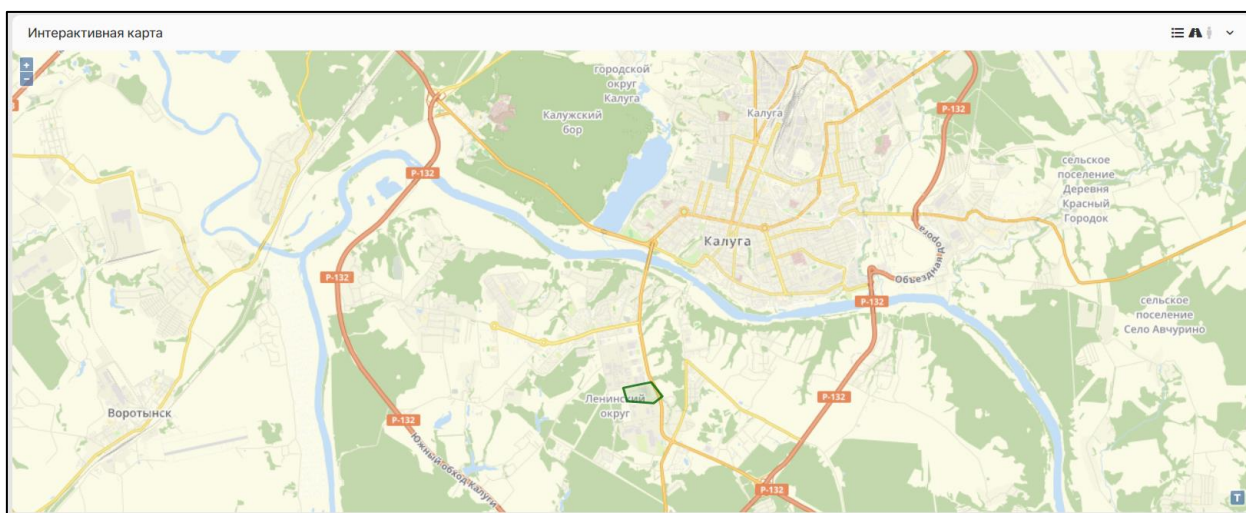 Интерактивная карта
+
−
городской
округ
Калуга
Калужский
бор
Калуга
Р-132
Р-132
сельское
поселение
Деревня
Красный
Городок
Калуга
Объездная дорога
Р-132
Р-132
сельское
поселение
Село Авчурино
Ленинский
округ
Р-132
Воротынск
Р-132
Южный обход Калуги
Р-132
T